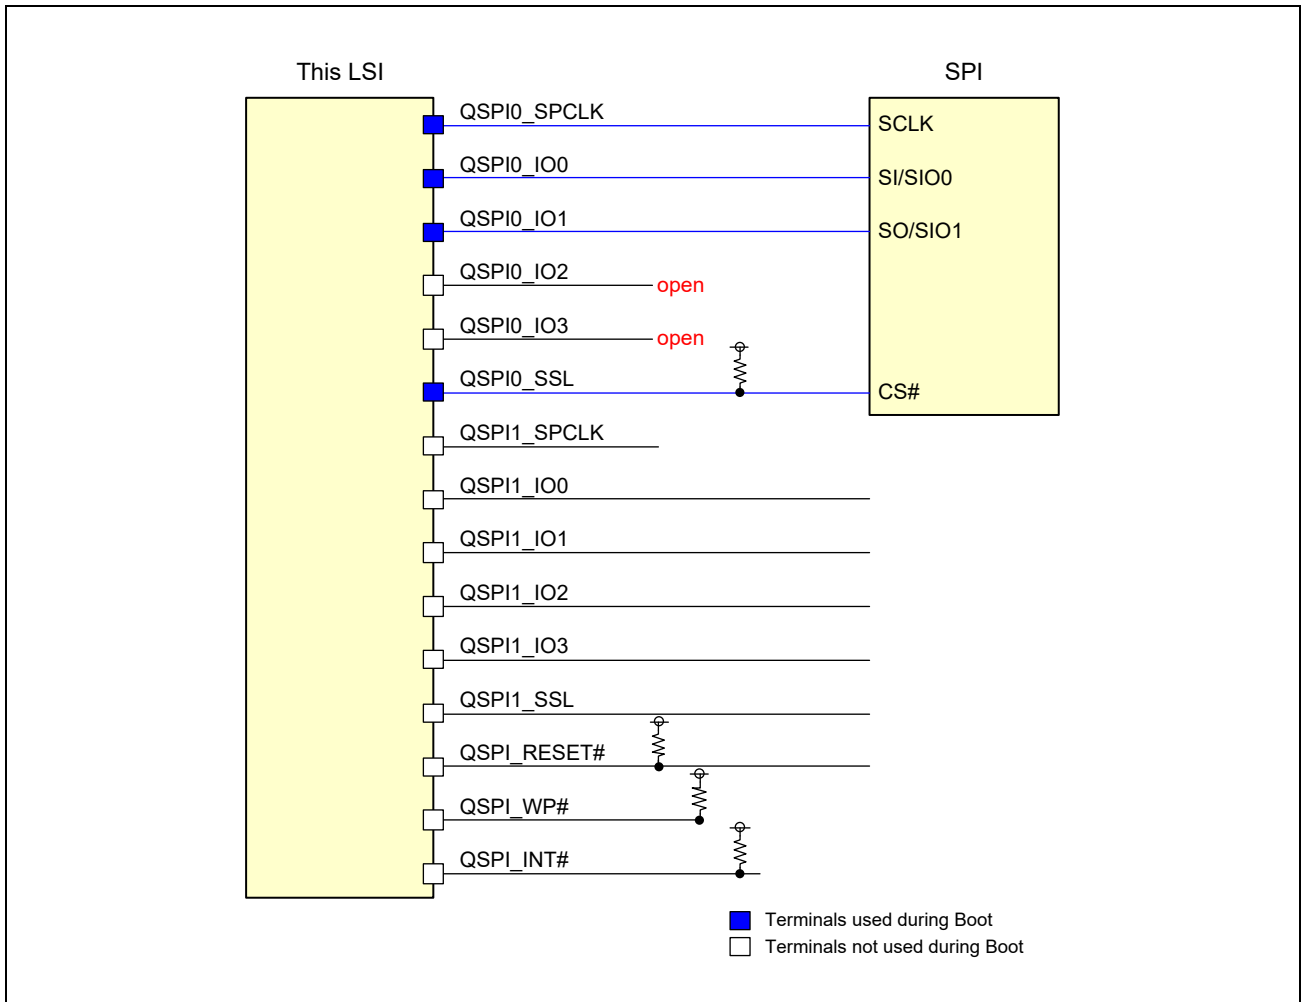 This LSI
SPI
QSPI0_SPCLK
SCLK
QSPI0_IO0
SI/SIO0
QSPI0_IO1
SO/SIO1
QSPI0_IO2
open
QSPI0_IO3
open
QSPI0_SSL
CS#
QSPI1_SPCLK
QSPI1_IO0
QSPI1_IO1
QSPI1_IO2
QSPI1_IO3
QSPI1_SSL
QSPI_RESET#
QSPI_WP#
QSPI_INT#
Terminals used during Boot
Terminals not used during Boot